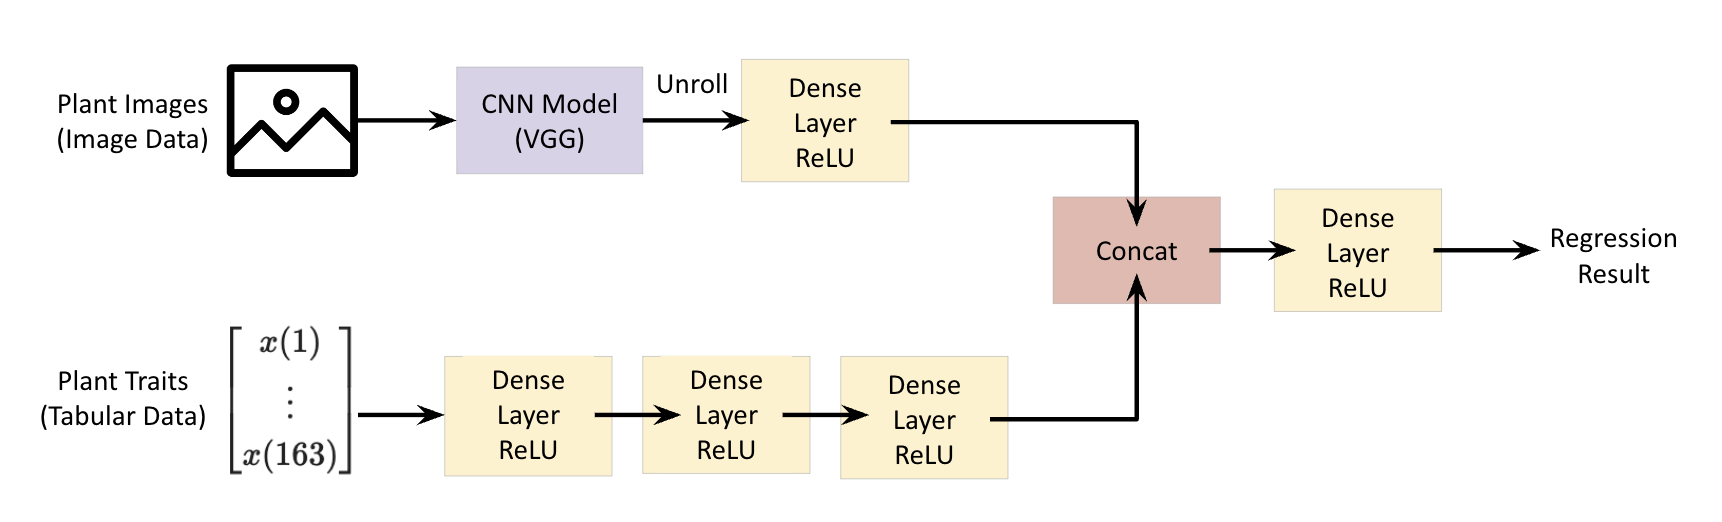 Plant Images
(Image Data)
CNN Model
(VGG)
Unroll
Dense
Layer
ReLU
Concat
Dense
Layer
ReLU
Regression
Result
Plant Traits
(Tabular Data)
x(1)
⋮
x(163)
Dense
Layer
ReLU
Dense
Layer
ReLU
Dense
Layer
ReLU